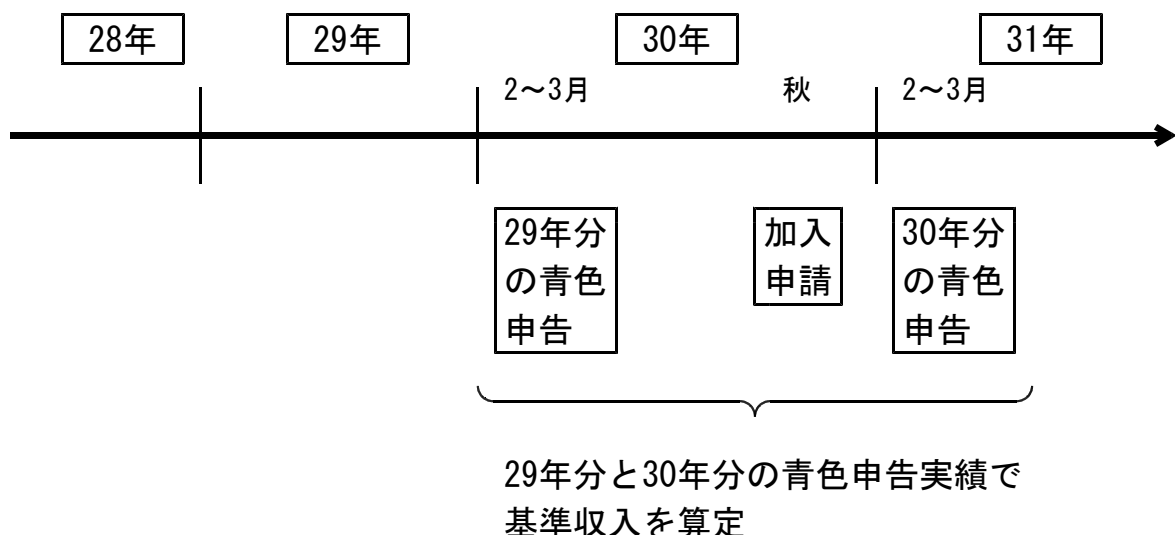 28年
29年
30年
31年
2～3月
秋
2～3月
29年分
の青色
申告
加入
申請
30年分
の青色
申告
29年分と30年分の青色申告実績で
基準収入を算定